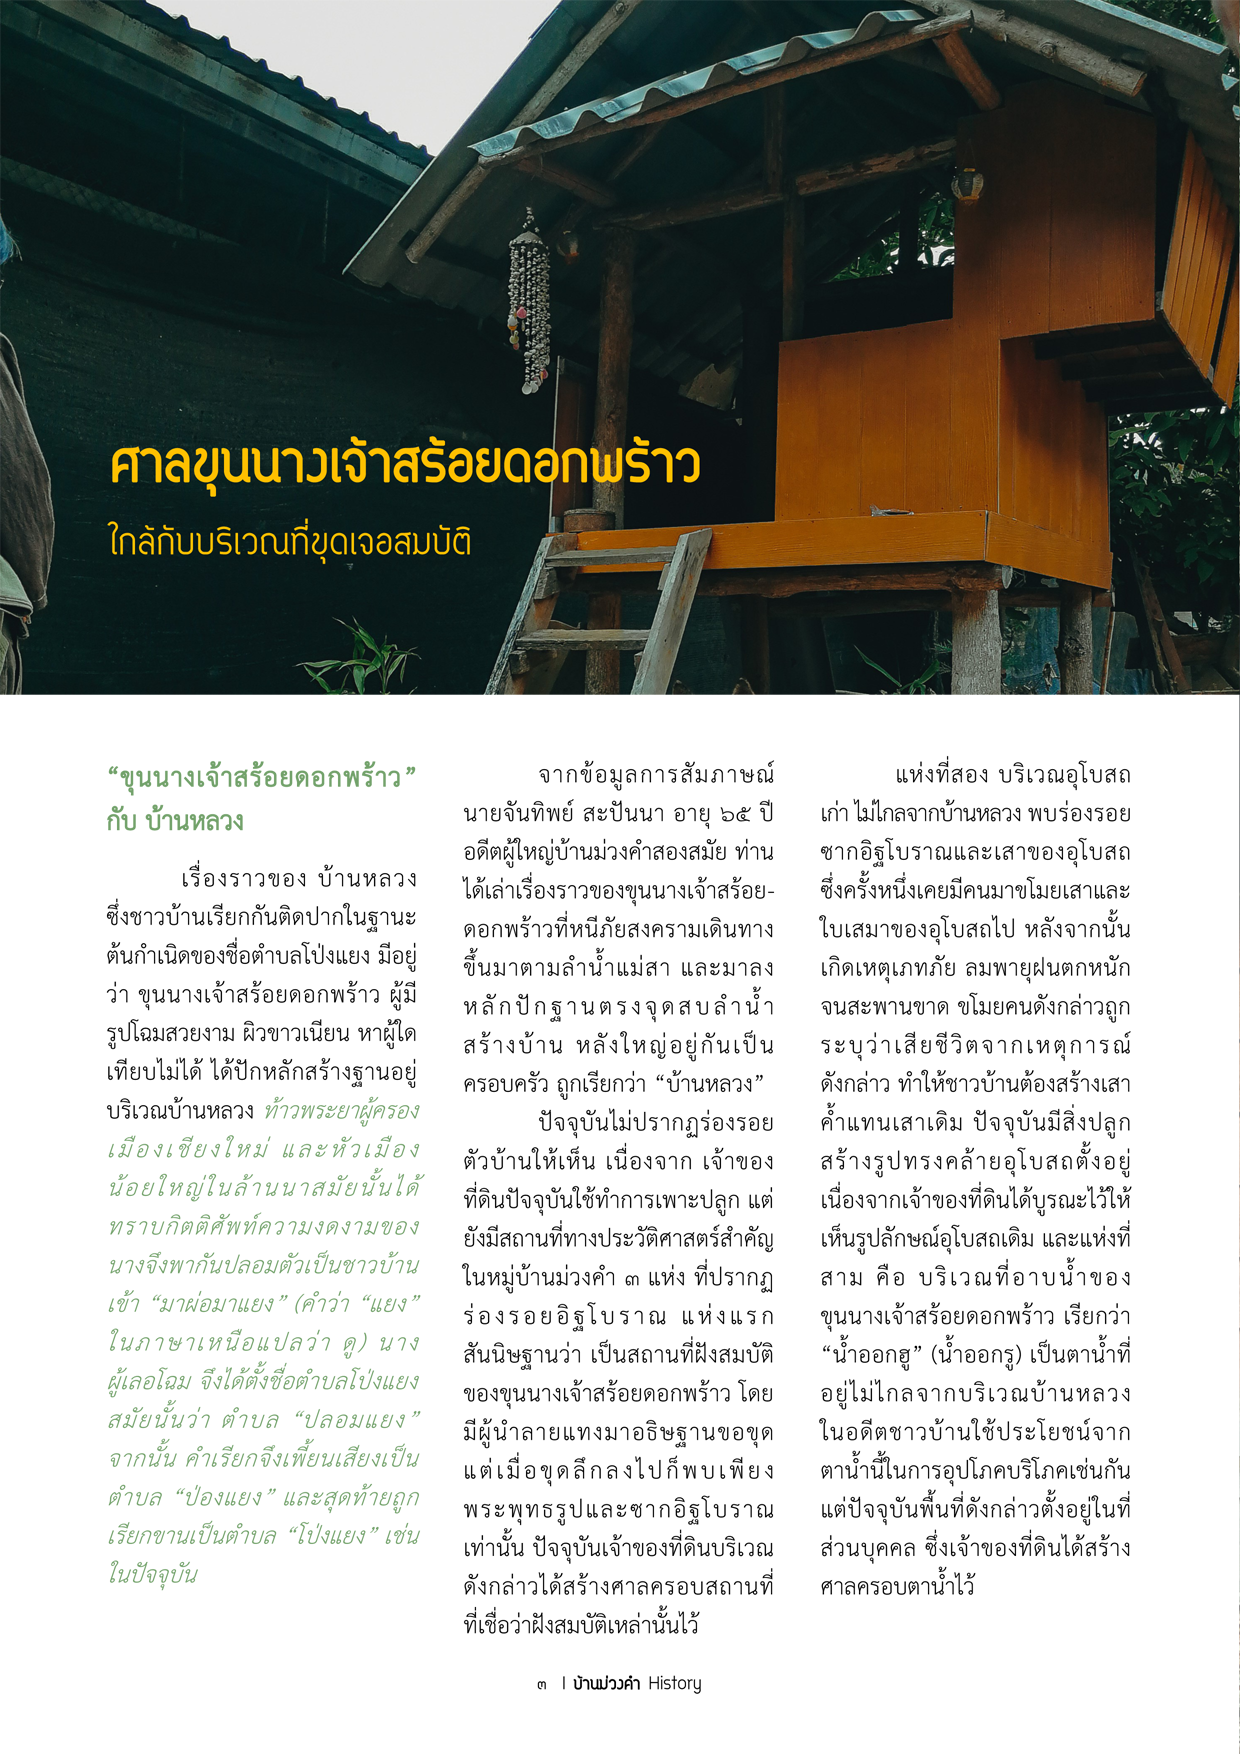 ศาลขุนนางเจ้าสร้อยดอกพร้าว
ใกล้กับบริเวณที่ขุดเจอสมบัติ
“ขุนนางเจ้าสร้อยดอกพร้าว”
กับ บ้านหลวง
เรื่องราวของ บ้านหลวง
ซึ่งชาวบ้านเรียกกันติดปากในฐานะ
ต้นกำเนิดของชื่อตำบลโป่งแยง มีอยู่
ว่า ขุนนางเจ้าสร้อยดอกพร้าว ผู้มี
รูปโฉมสวยงาม ผิวขาวเนียน หาผู้ใด
เทียบไม่ได้ ได้ปักหลักสร้างฐานอยู่
บริเวณบ้านหลวง ท้าวพระยาผู้ครอง
เมืองเชียงใหม่ และหัวเมือง
น้อยใหญ่ในล้านนาสมัยนั้นได้
ทราบกิตติศัพท์ความงดงามของ
นางจึงพากันปลอมตัวเป็นชาวบ้าน
เข้า “มาผ่อมาแยง” (คำว่า “แยง”
ในภาษาเหนือแปลว่า ดู) นาง
ผู้เลอโฉม จึงได้ตั้งชื่อตำบลโป่งแยง
สมัยนั้นว่า ตำบล “ปลอมแยง”
จากนั้น คำเรียกจึงเพี้ยนเสียงเป็น
ตำบล “ป่องแยง” และสุดท้ายถูก
เรียกขานเป็นตำบล “โป่งแยง” เช่น
ในปัจจุบัน
จากข้อมูลการสัมภาษณ์
นายจันทิพย์ สะปันนา อายุ ๖๕ ปี
อดีตผู้ใหญ่บ้านม่วงคำสองสมัย ท่าน
ได้เล่าเรื่องราวของขุนนางเจ้าสร้อย-
ดอกพร้าวที่หนีภัยสงครามเดินทาง
ขึ้นมาตามลำน้ำแม่สา และมาลง
หลักปักฐานตรงจุดสบลำน้ำ
สร้างบ้าน หลังใหญ่อยู่กันเป็น
ครอบครัว ถูกเรียกว่า “บ้านหลวง”
ปัจจุบันไม่ปรากฏร่องรอย
ตัวบ้านให้เห็น เนื่องจาก เจ้าของ
ที่ดินปัจจุบันใช้ทำการเพาะปลูก แต่
ยังมีสถานที่ทางประวัติศาสตร์สำคัญ
ในหมู่บ้านม่วงคำ ๓ แห่ง ที่ปรากฏ
ร่องรอยอิฐโบราณ แห่งแรก
สันนิษฐานว่า เป็นสถานที่ฝังสมบัติ
ของขุนนางเจ้าสร้อยดอกพร้าว โดย
มีผู้นำลายแทงมาอธิษฐานขอขุด
แต่เมื่อขุดลึกลงไปก็พบเพียง
พระพุทธรูปและซากอิฐโบราณ
เท่านั้น ปัจจุบันเจ้าของที่ดินบริเวณ
ดังกล่าวได้สร้างศาลครอบสถานที่
ที่เชื่อว่าฝังสมบัติเหล่านั้นไว้
แห่งที่สอง บริเวณอุโบสถ
เก่า ไม่ไกลจากบ้านหลวง พบร่องรอย
ซากอิฐโบราณและเสาของอุโบสถ
ซึ่งครั้งหนึ่งเคยมีคนมาขโมยเสาและ
ใบเสมาของอุโบสถไป หลังจากนั้น
เกิดเหตุเภทภัย ลมพายุฝนตกหนัก
จนสะพานขาด ขโมยคนดังกล่าวถูก
ระบุว่าเสียชีวิตจากเหตุการณ์
ดังกล่าว ทำให้ชาวบ้านต้องสร้างเสา
ค้ำแทนเสาเดิม ปัจจุบันมีสิ่งปลูก
สร้างรูปทรงคล้ายอุโบสถตั้งอยู่
เนื่องจากเจ้าของที่ดินได้บูรณะไว้ให้
เห็นรูปลักษณ์อุโบสถเดิม และแห่งที่
สาม คือ บริเวณที่อาบน้ำของ
ขุนนางเจ้าสร้อยดอกพร้าว เรียกว่า
“น้ำออกฮู” (น้ำออกรู) เป็นตาน้ำที่
อยู่ไม่ไกลจากบริเวณบ้านหลวง
ในอดีตชาวบ้านใช้ประโยชน์จาก
ตาน้ำนี้ในการอุปโภคบริโภคเช่นกัน
แต่ปัจจุบันพื้นที่ดังกล่าวตั้งอยู่ในที่
ส่วนบุคคล ซึ่งเจ้าของที่ดินได้สร้าง
ศาลครอบตาน้ำไว้
๓ | บ้านม่วงคำ History